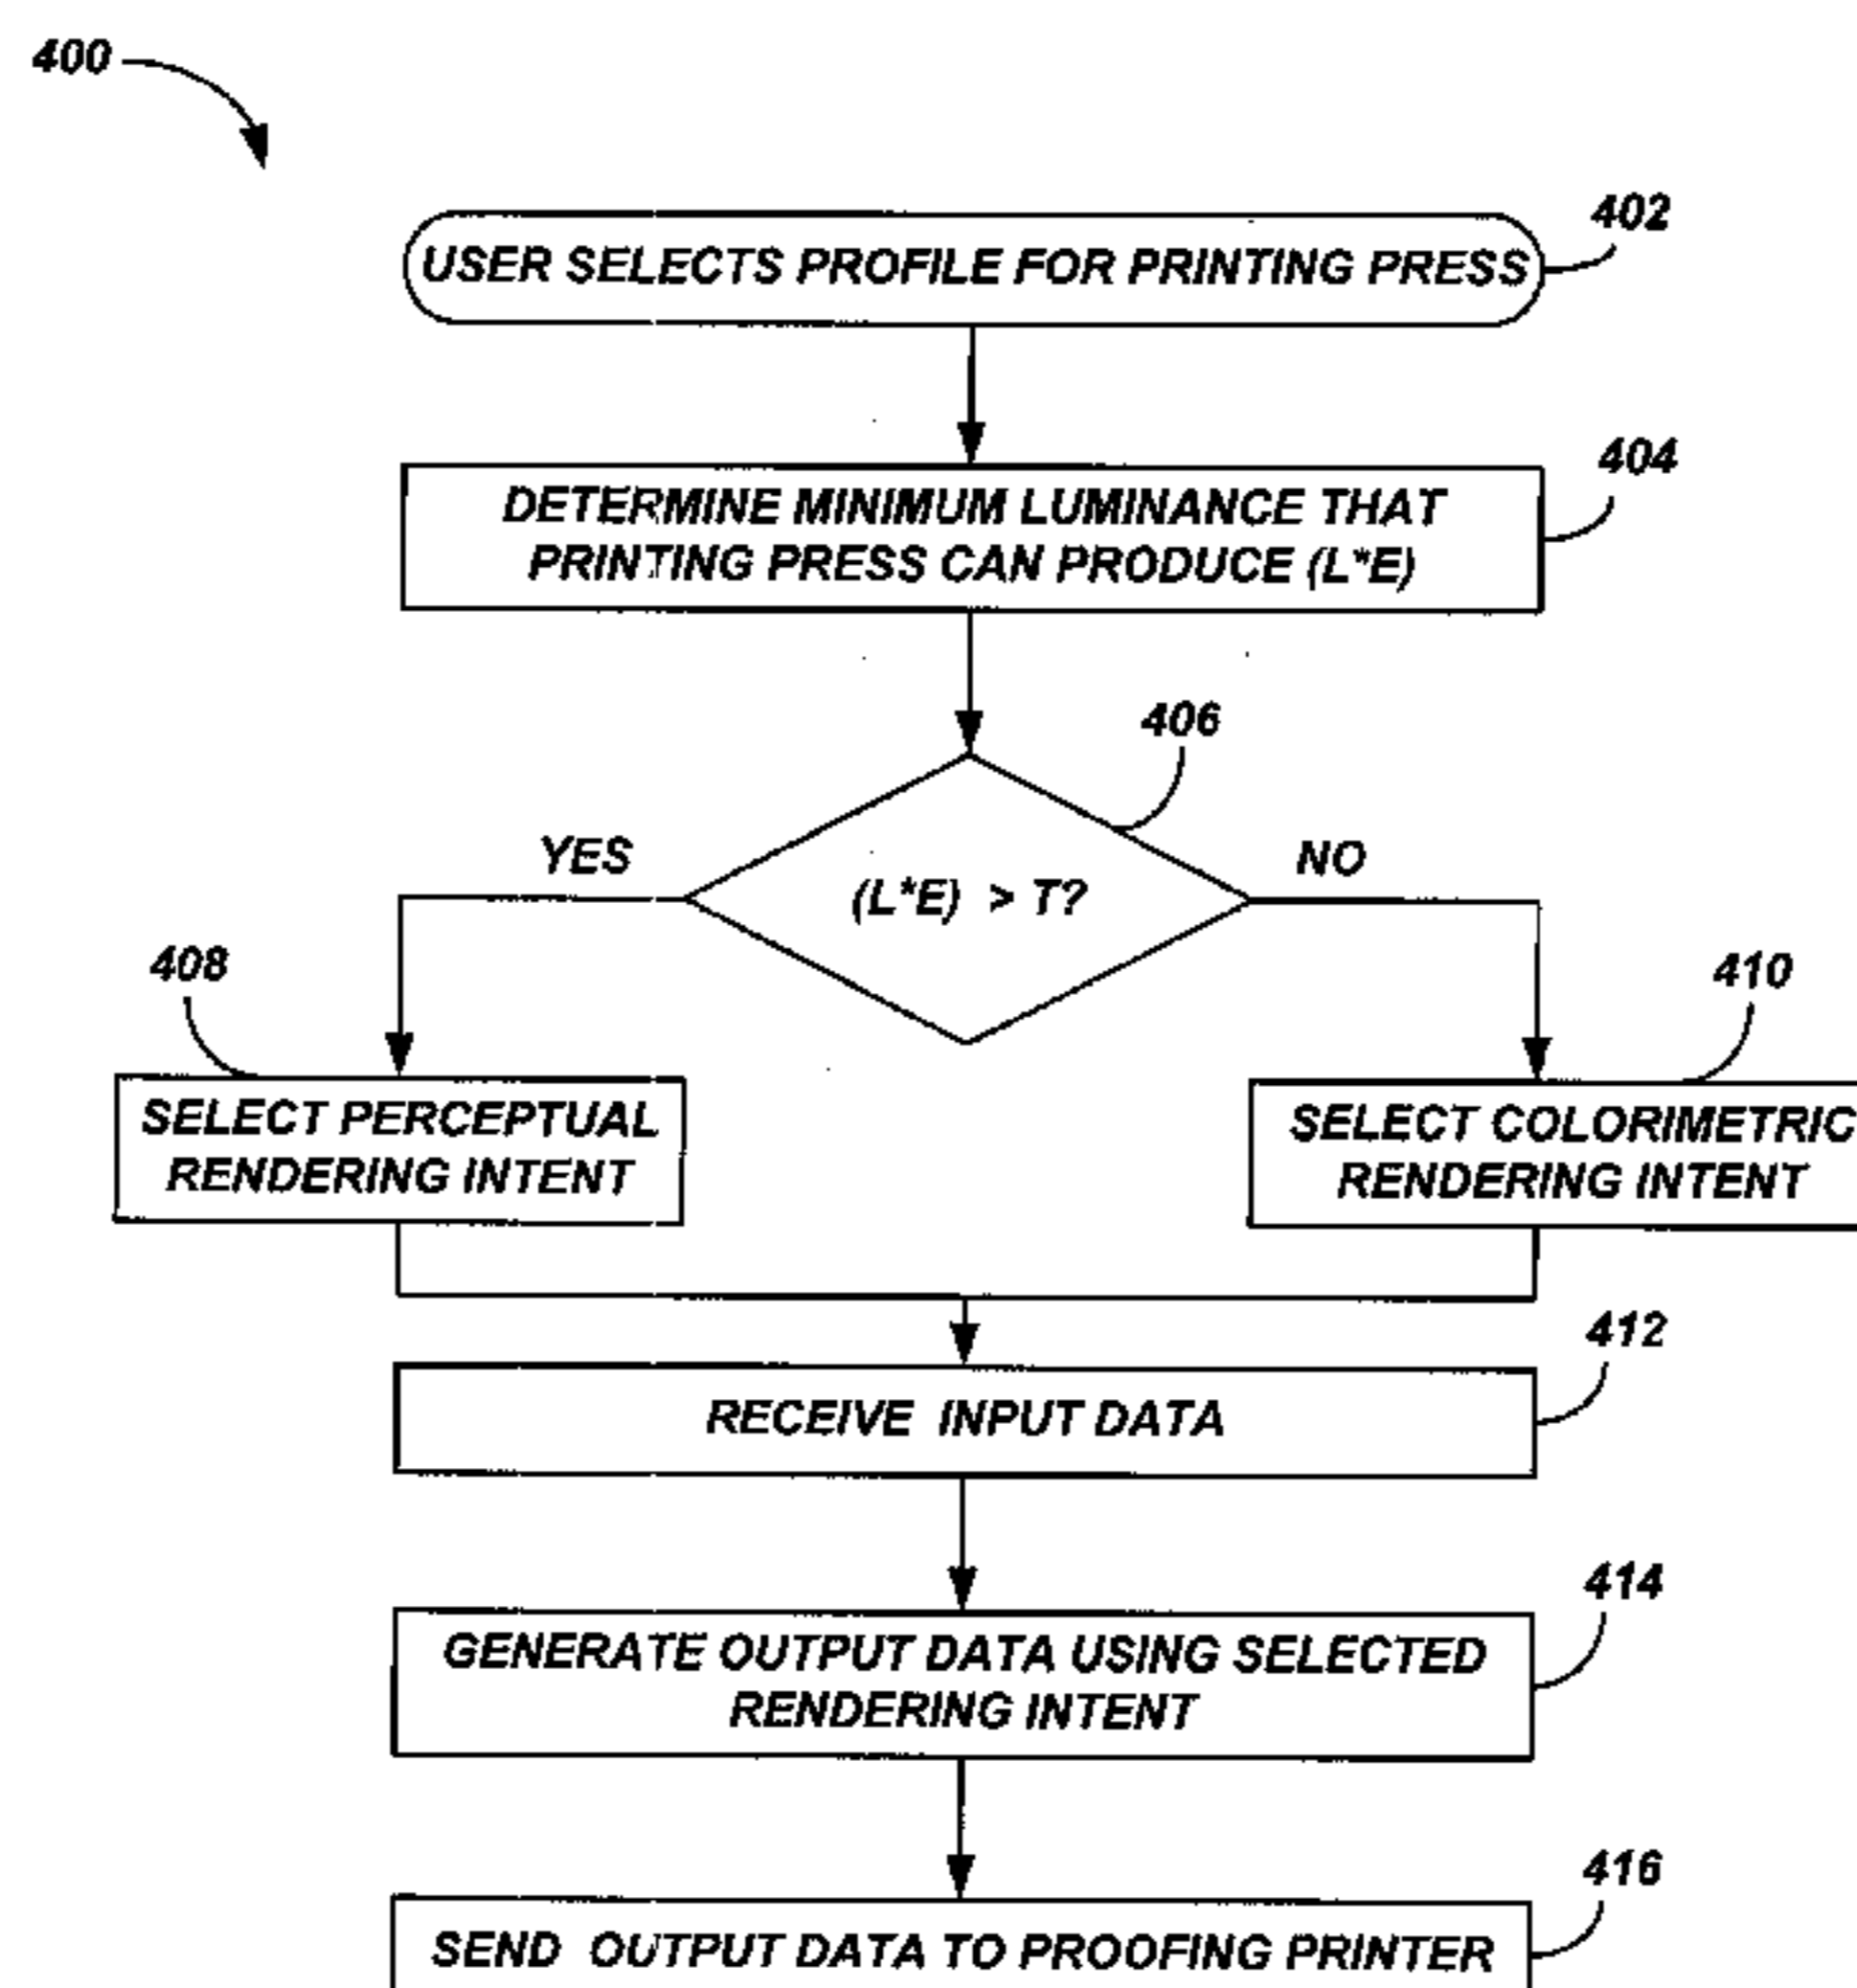 400
402
USER SELECTS PROFILE FOR PRINTING PRESS
404
DETERMINE MINIMUM LUMINANCE THAT
PRINTING PRESS CAN PRODUCE (L*E)
406
YES
NO
(L*E) > T?
408
410
SELECT PERCEPTUAL
RENDERING INTENT
SELECT COLORIMETRIC
RENDERING INTENT
412
RECEIVE INPUT DATA
414
GENERATE OUTPUT DATA USING SELECTED
RENDERING INTENT
416
SEND OUTPUT DATA TO PROOFING PRINTER